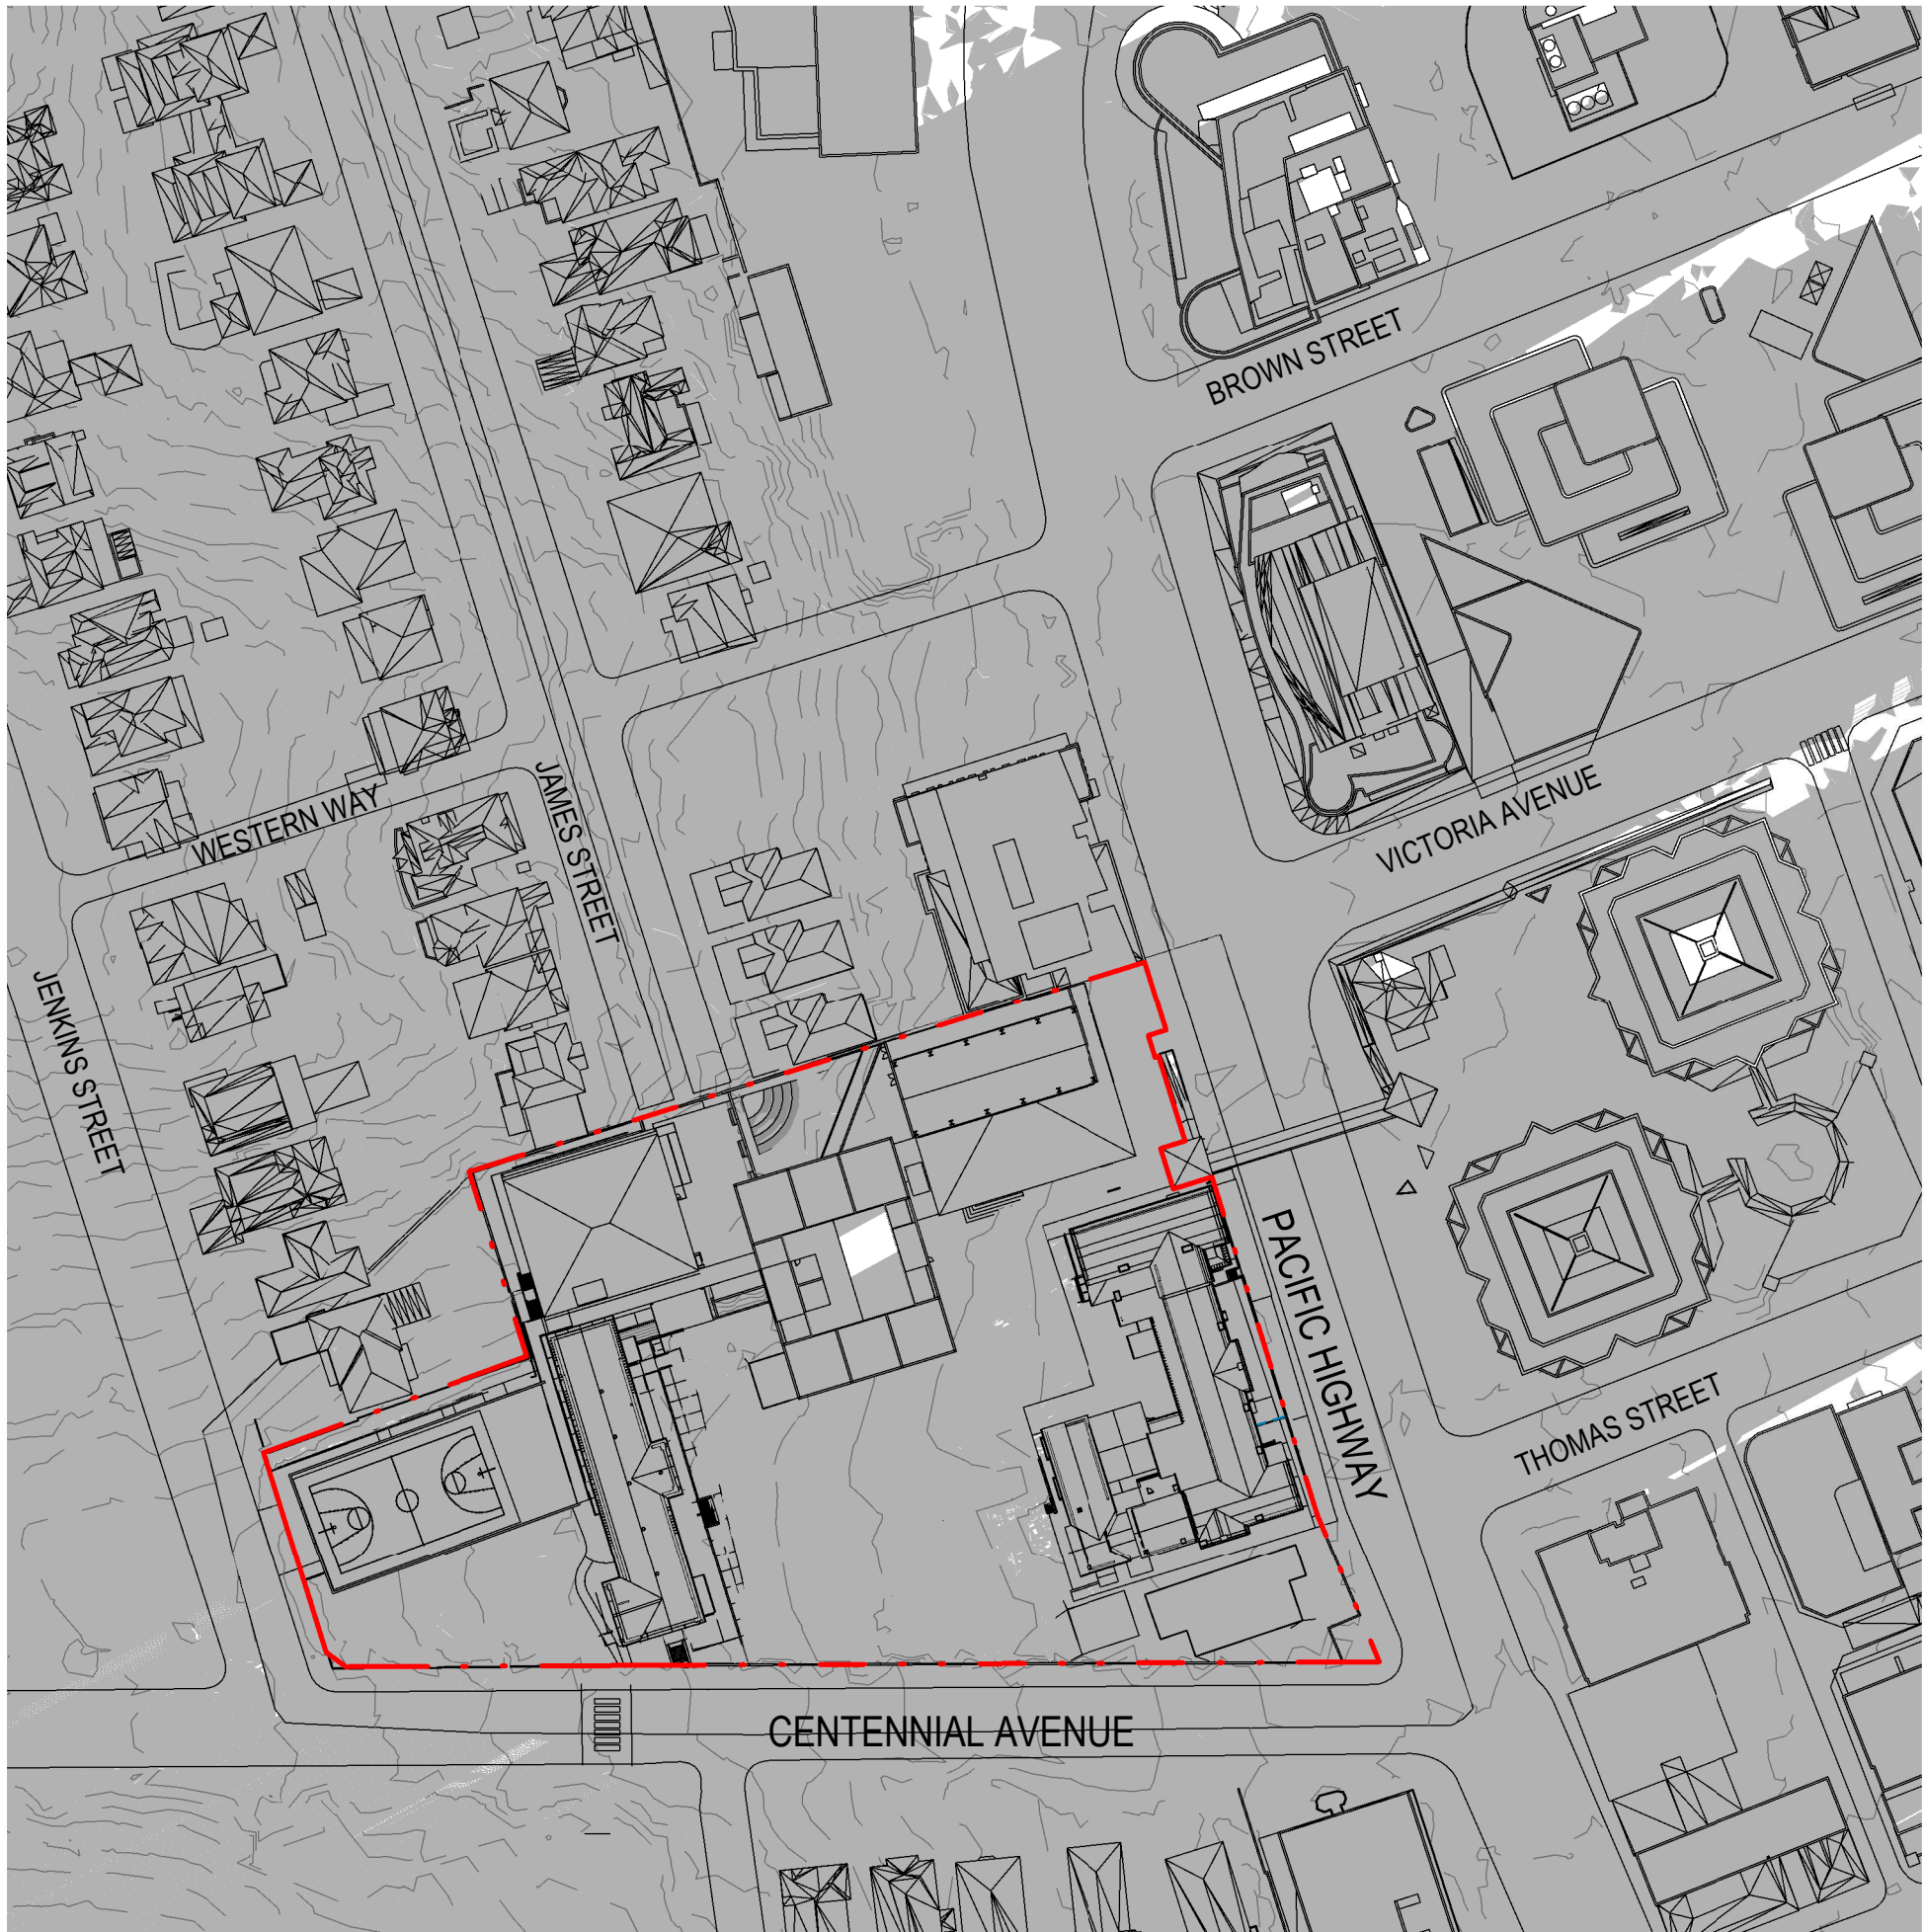 BROWN STREET
WESTERN WAY
JAMES STREET
VICTORIA AVENUE
JENKINS STREET
PACIFIC HIGHWAY
THOMAS STREET
CENTENNIAL AVENUE